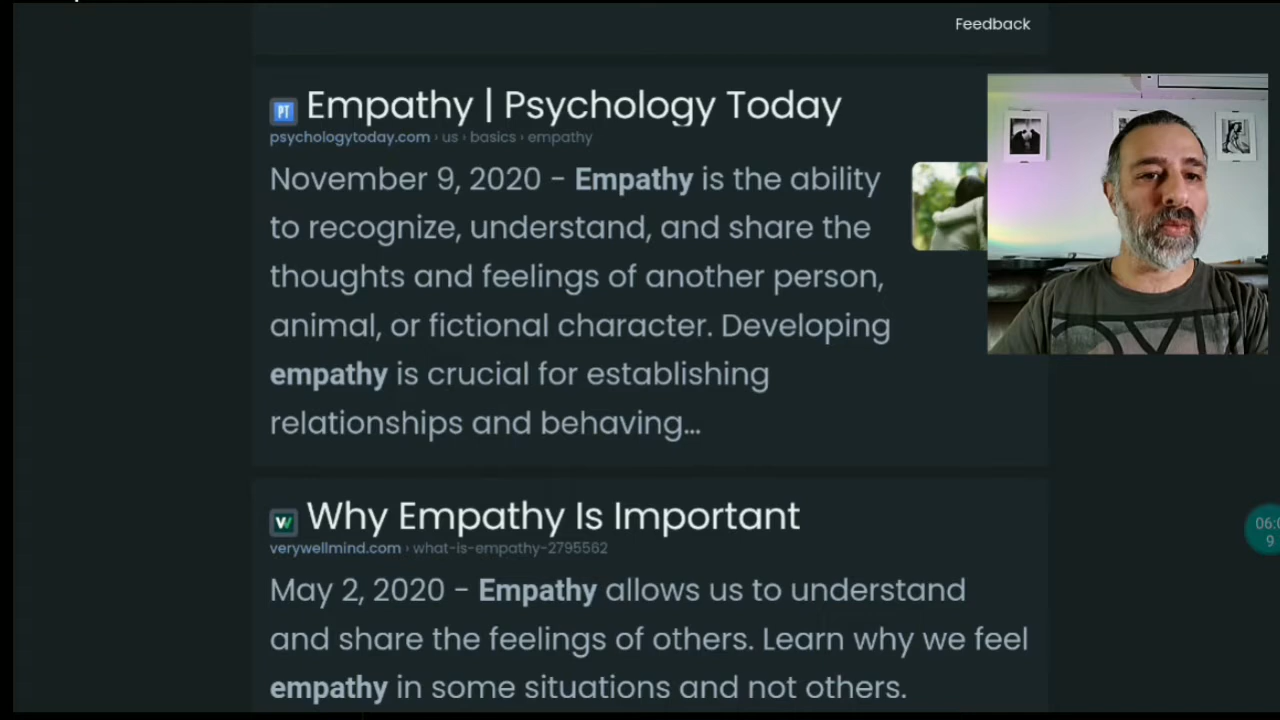 Feedback
PT
Empathy | Psychology Today
psychologytoday.com › us › basics › empathy
November 9, 2020 - Empathy is the ability
to recognize, understand, and share the
thoughts and feelings of another person,
animal, or fictional character. Developing
empathy is crucial for establishing
relationships and behaving...
Why Empathy Is Important
verywellmind.com › what-is-empathy-2795562
May 2, 2020 - Empathy allows us to understand
and share the feelings of others. Learn why we feel
empathy in some situations and not others.